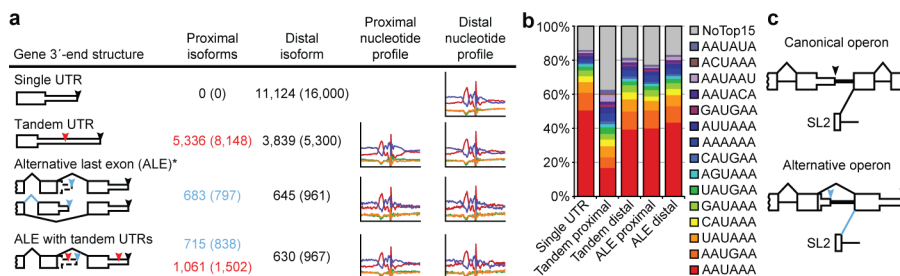 a
Gene 3´-end structure
Proximal isoforms
Distal isoform
Proximal nucleotide profile
Distal nucleotide profile
Single UTR
0 (0)
11,124 (16,000)
Tandem UTR
5,336 (8,148)
3,839 (5,300)
Alternative last exon (ALE)*
683 (797)
645 (961)
ALE with tandem UTRs
715 (838)
1,061 (1,502)
630 (967)
b
100%
80%
60%
40%
20%
0%
Single UTR
Tandem proximal
Tandem distal
ALE proximal
ALE distal
NoTop15
AAUAUA
ACUAAA
AAUAAU
AAUACA
GAUGAA
AUUAAA
AAAAAA
CAUGAA
AGUAAA
UAUGAA
GAUAAA
CAUAAA
UAUAAA
AAUGAA
AAUAAA
c
Canonical operon
SL2
Alternative operon
SL2